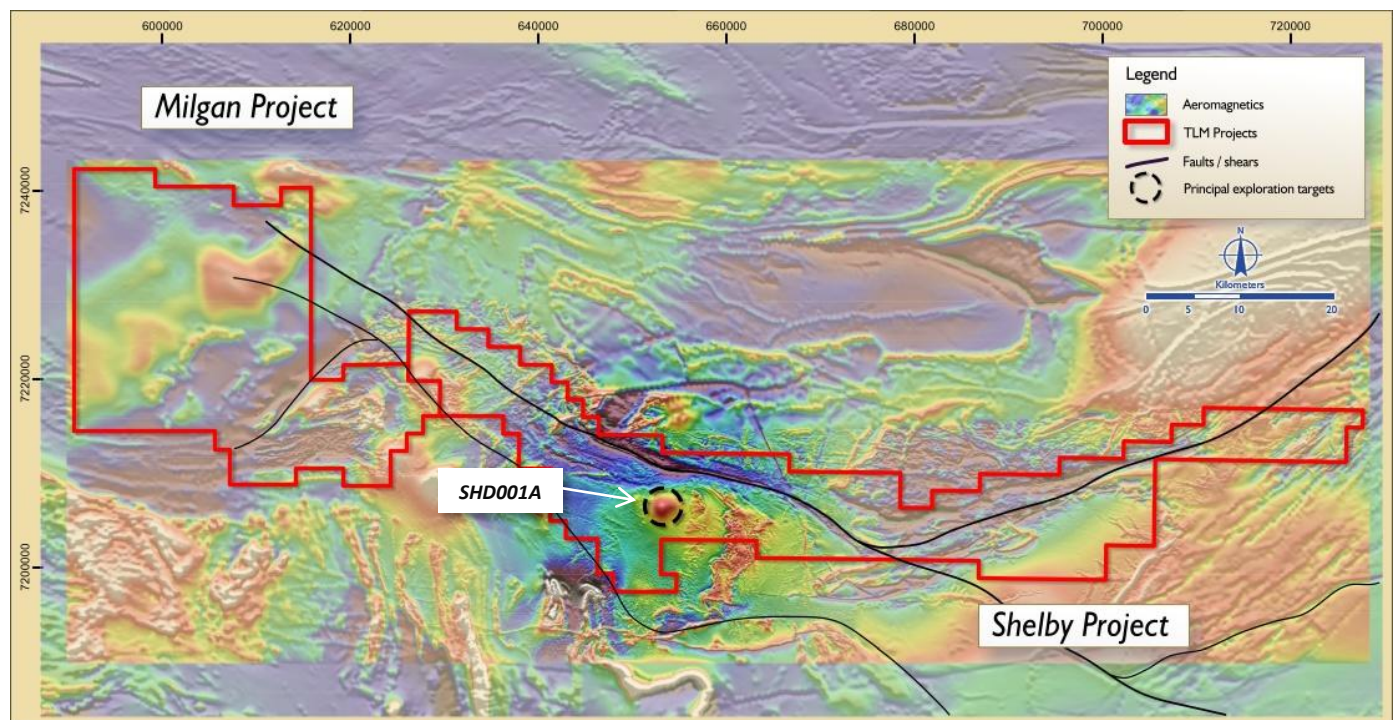 600000 620000 640000 660000 680000 700000 720000
Milgan Project
Legend
Aeromagnetics
TLM Projects
Faults / shears
Principal exploration targets
7240000
N
Kilometers
0 5 10 20
7220000
SHD001A
7200000
Shelby Project